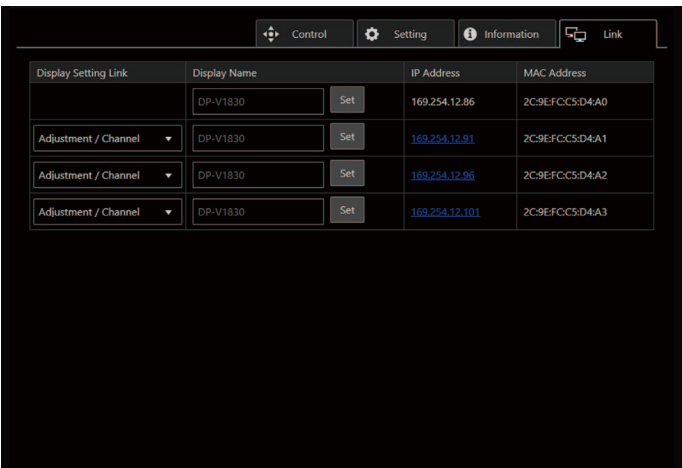 Control Setting Information Link
Display Setting Link Display Name IP Address MAC Address
DP-V1830 Set 169.254.12.86 2C:9E:FC:C5:D4:A0
Adjustment / Channel DP-V1830 Set 169.254.12.91 2C:9E:FC:C5:D4:A1
Adjustment / Channel DP-V1830 Set 169.254.12.96 2C:9E:FC:C5:D4:A2
Adjustment / Channel DP-V1830 Set 169.254.12.101 2C:9E:FC:C5:D4:A3